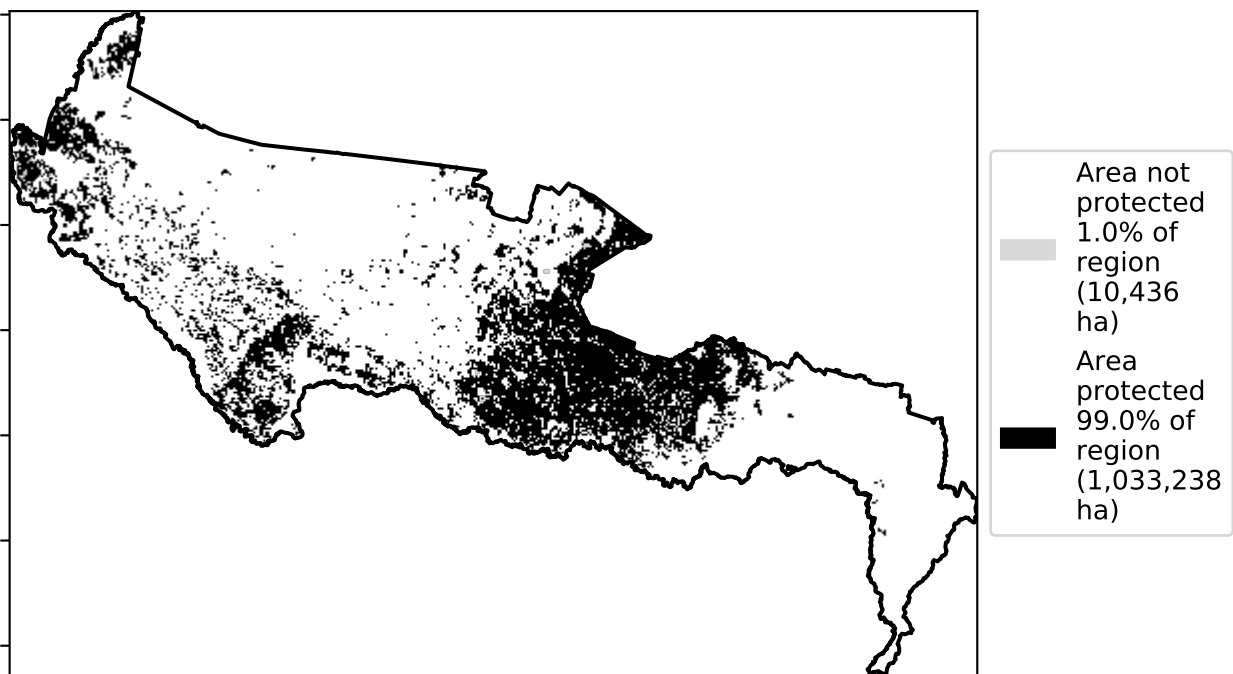 Area not
protected
1.0% of
region
(10,436
ha)
Area
protected
99.0% of
region
(1,033,238
ha)